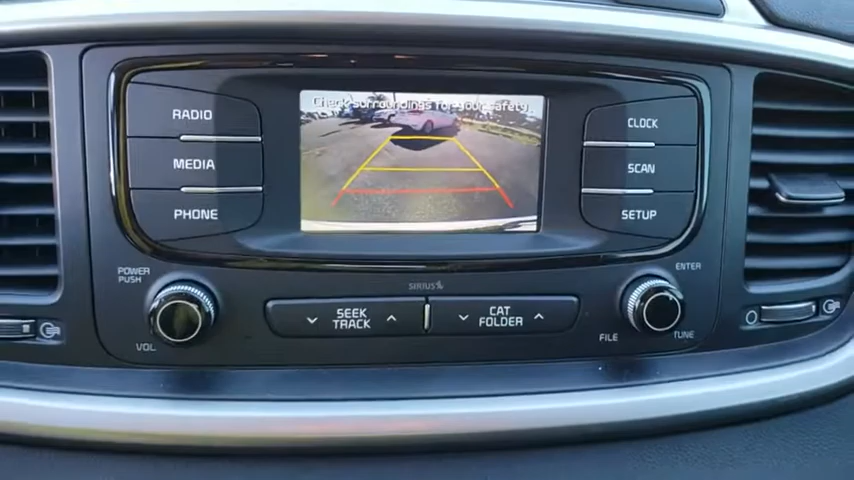 Check surroundings for your safety.
RADIO
MEDIA
PHONE
CLOCK
SCAN
SETUP
POWER
PUSH
VOL
SIRIUS
SEEK
TRACK
CAT
FOLDER
ENTER
FILE
TUNE